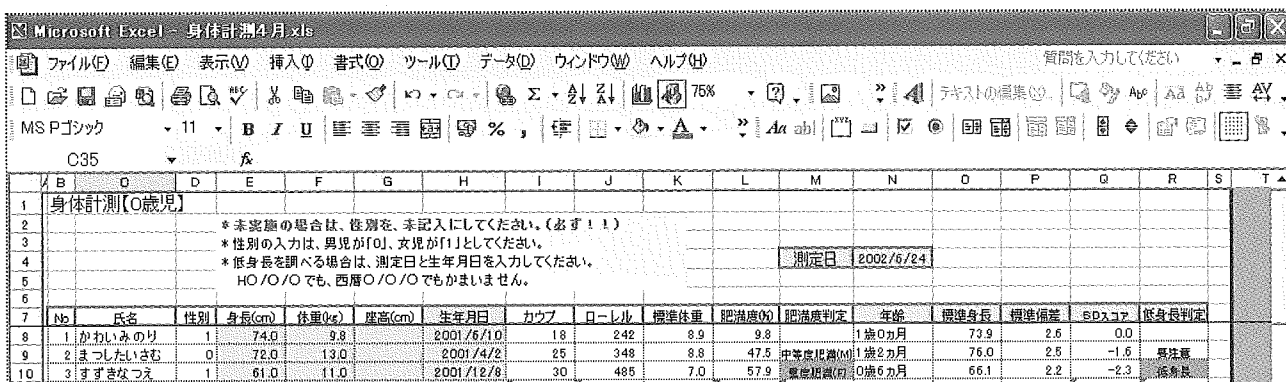 Microsoft Excel - 身体計測4月.xls
ファイル(F) 編集(E) 表示(V) 挿入(I) 書式(O) ツール(T) データ(D) ウィンドウ(W) ヘルプ(H) 質問を入力してください
75% テキストの編集(X)
MS Pゴシック 11 B I U
C35 fx
B C D E F G H I J K L M N O P Q R S T
1 身体計測【0歳児】
2 *未実施の場合は、性別を、未記入にしてください。(必ず!!)
3 *性別の入力は、男児が「0」、女児が「1」としてください。
4 *低身長を調べる場合は、測定日と生年月日を入力してください。 測定日 2002/6/24
5 HO/O/Oでも、西暦O/O/Oでもかまいません。
6
7 No 氏名 性別 身長(cm) 体重(kg) 座高(cm) 生年月日 カウプ ローレル 標準体重 肥満度(%) 肥満度判定 年齢 標準身長 標準偏差 SDスコア 低身長判定
8 1 かわいみのり 1 74.0 9.8 2001/6/10 18 242 8.9 9.8 1歳0カ月 73.9 2.6 0.0
9 2 まつしたいさむ 0 72.0 13.0 2001/4/2 25 348 8.8 47.5 中等度肥満(M) 1歳2カ月 76.0 2.5 -1.6 要注意
10 3 すずきなつえ 1 61.0 11.0 2001/12/8 30 485 7.0 57.9 0歳6カ月 66.1 2.2 -2.3 低身長